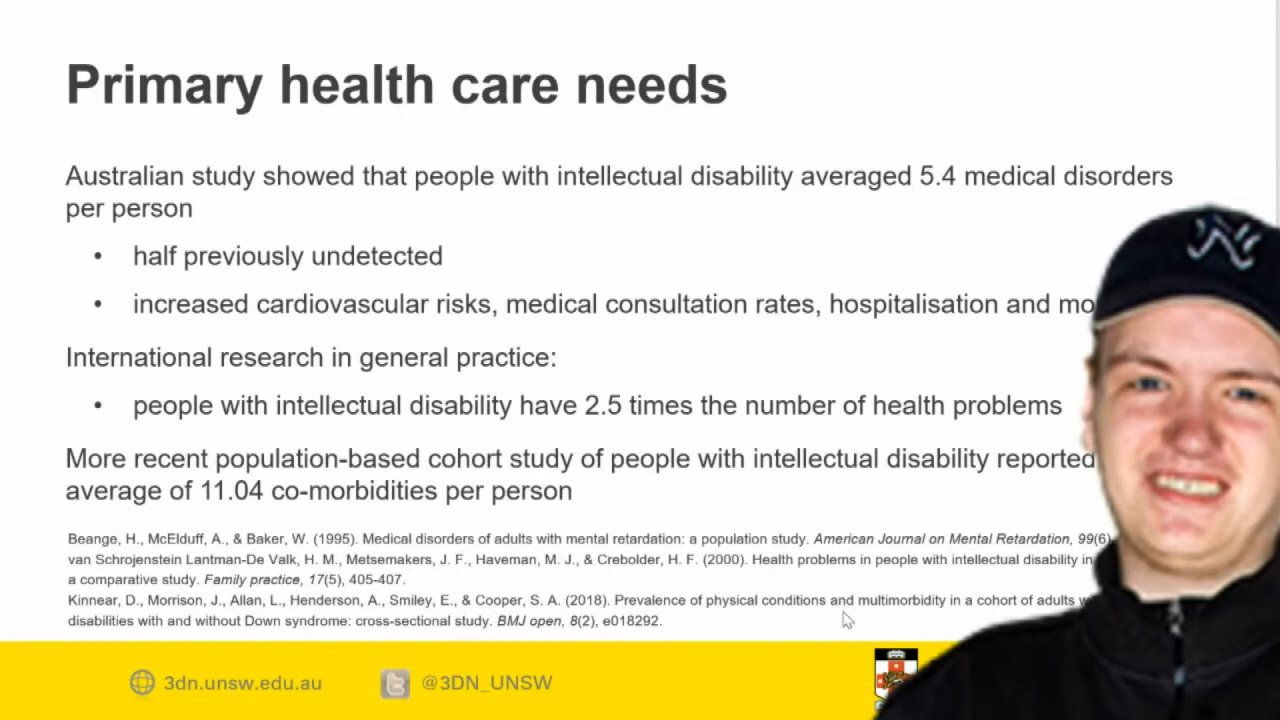 Primary health care needs
Australian study showed that people with intellectual disability averaged 5.4 medical disorders
per person
• half previously undetected
• increased cardiovascular risks, medical consultation rates, hospitalisation and
International research in general practice:
• people with intellectual disability have 2.5 times the number of health problems
More recent population-based cohort study of people with intellectual disability reported
average of 11.04 co-morbidities per person
Beange, H., McElduff, A., & Baker, W. (1995). Medical disorders of adults with mental retardation: a population study. American Journal on Mental Retardation, 99(6)
van Schrojenstein Lantman-De Valk, H. M., Metsemakers, J. F., Haveman, M. J., & Crebolder, H. F. (2000). Health problems in people with intellectual disability in
a comparative study. Family practice, 17(5), 405-407.
Kinnear, D., Morrison, J., Allan, L., Henderson, A., Smiley, E., & Cooper, S. A. (2018). Prevalence of physical conditions and multimorbidity in a cohort of adults
disabilities with and without Down syndrome: cross-sectional study. BMJ open, 8(2), e018292.
3dn.unsw.edu.au
@3DN_UNSW